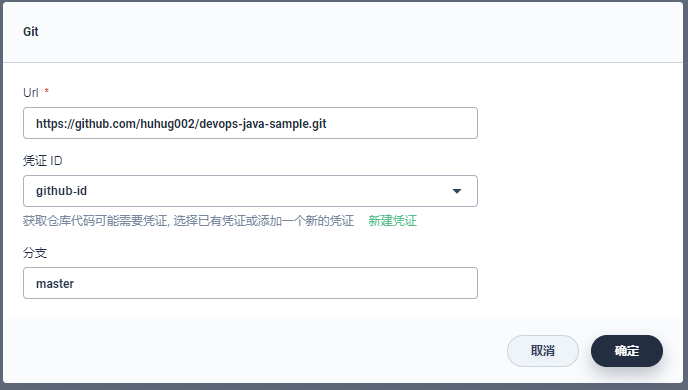 Git
Url *
https://github.com/huhug002/devops-java-sample.git
凭证 ID
github-id
获取仓库代码可能需要凭证, 选择已有凭证或添加一个新的凭证 新建凭证
分支
master
取消 确定